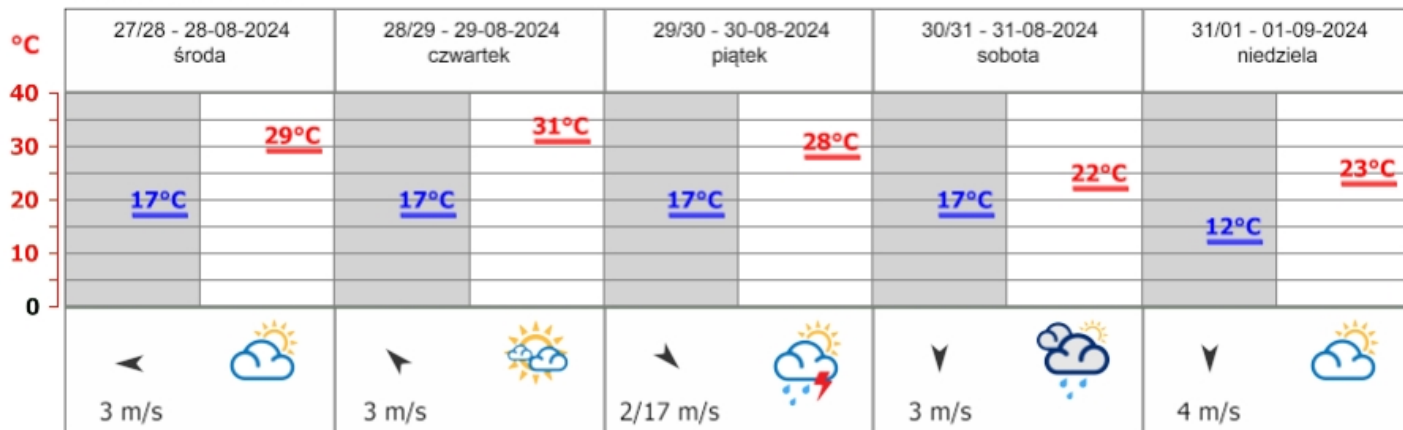 27/28 - 28-08-2024
środa
28/29 - 29-08-2024
czwartek
29/30 - 30-08-2024
piątek
30/31 - 31-08-2024
sobota
31/01 - 01-09-2024
niedziela
°C
40
30
20
10
0
29°C
17°C
31°C
17°C
28°C
17°C
22°C
17°C
23°C
12°C
3 m/s
3 m/s
2/17 m/s
3 m/s
4 m/s